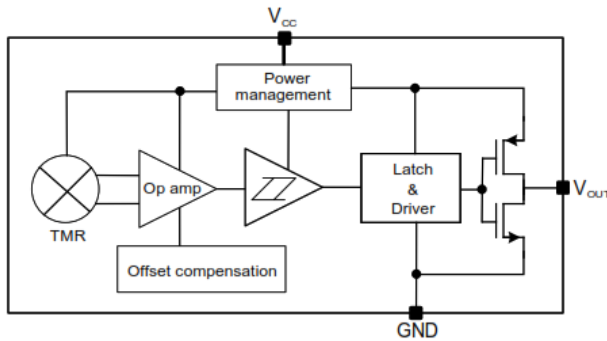 VCC
Power
management
Op amp
Latch
&
Driver
VOUT
TMR
Offset compensation
GND